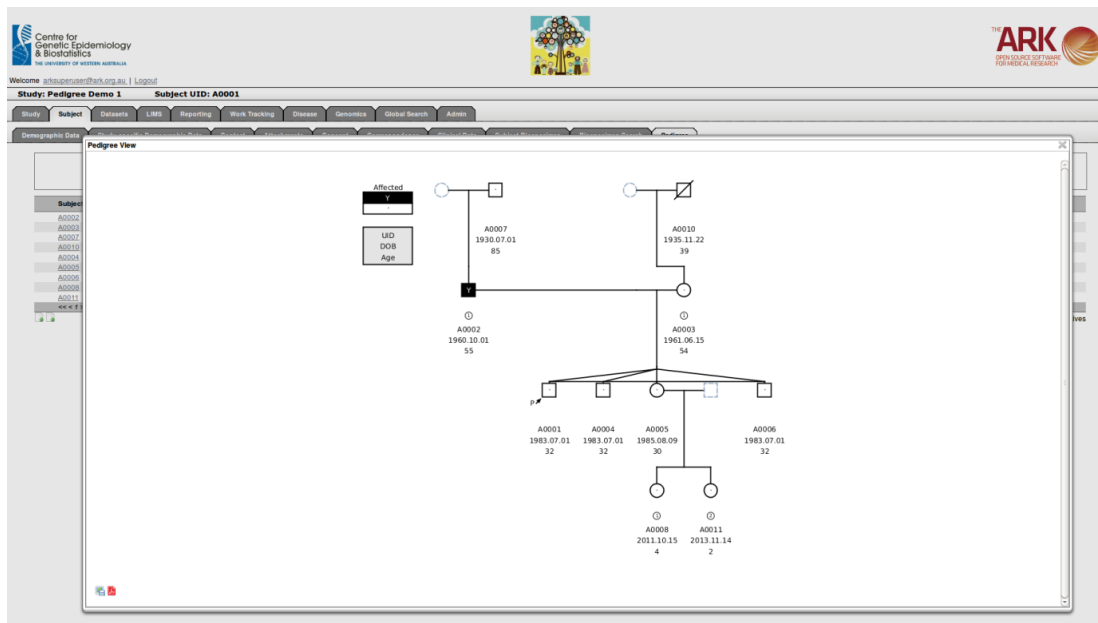 Centre for
Genetic Epidemiology
& Biostatistics
THE UNIVERSITY OF WESTERN AUSTRALIA
THE
ARK
OPEN SOURCE SOFTWARE
FOR MEDICAL RESEARCH
Welcome arksuperuser@ark.org.au | Logout
Study: Pedigree Demo 1 Subject UID: A0001
Study Subject Datasets LIMS Reporting Work Tracking Disease Genomics Global Search Admin
Demographic Data
Pedigree View
Subject
A0002
A0003
A0007
A0010
A0004
A0005
A0006
A0008
A0011
<< < 1
Affected
Y
UID
DOB
Age
A0007
1930.07.01
85
A0010
1935.11.22
39
Y
1 1
A0002 A0003
1960.10.01 1961.06.15
55 54
P
A0001 A0004 A0005 A0006
1983.07.01 1983.07.01 1985.08.09 1983.07.01
32 32 30 32
1 2
A0008 A0011
2011.10.15 2013.11.14
4 2